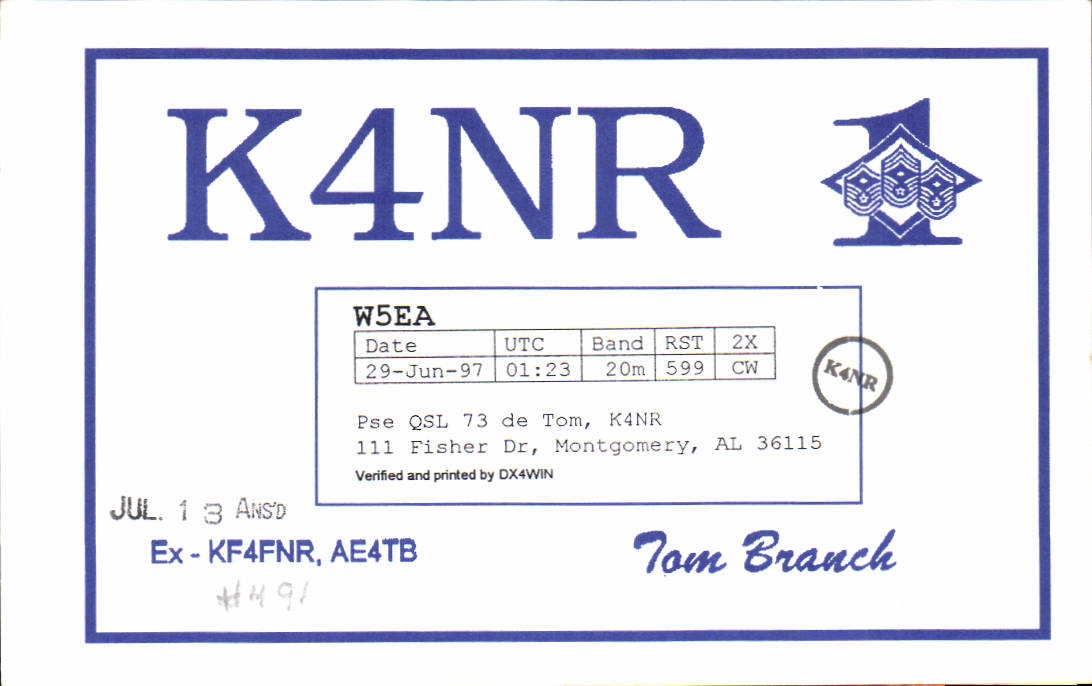 K4NR 1
W5EA
Date UTC Band RST 2X
29-Jun-97 01:23 20m 599 CW
K4NR
Pse QSL 73 de Tom, K4NR
111 Fisher Dr, Montgomery, AL 36115
Verified and printed by DX4WIN
JUL. 13 ANS'D
Ex - KF4FNR, AE4TB
Tom Branch
#491